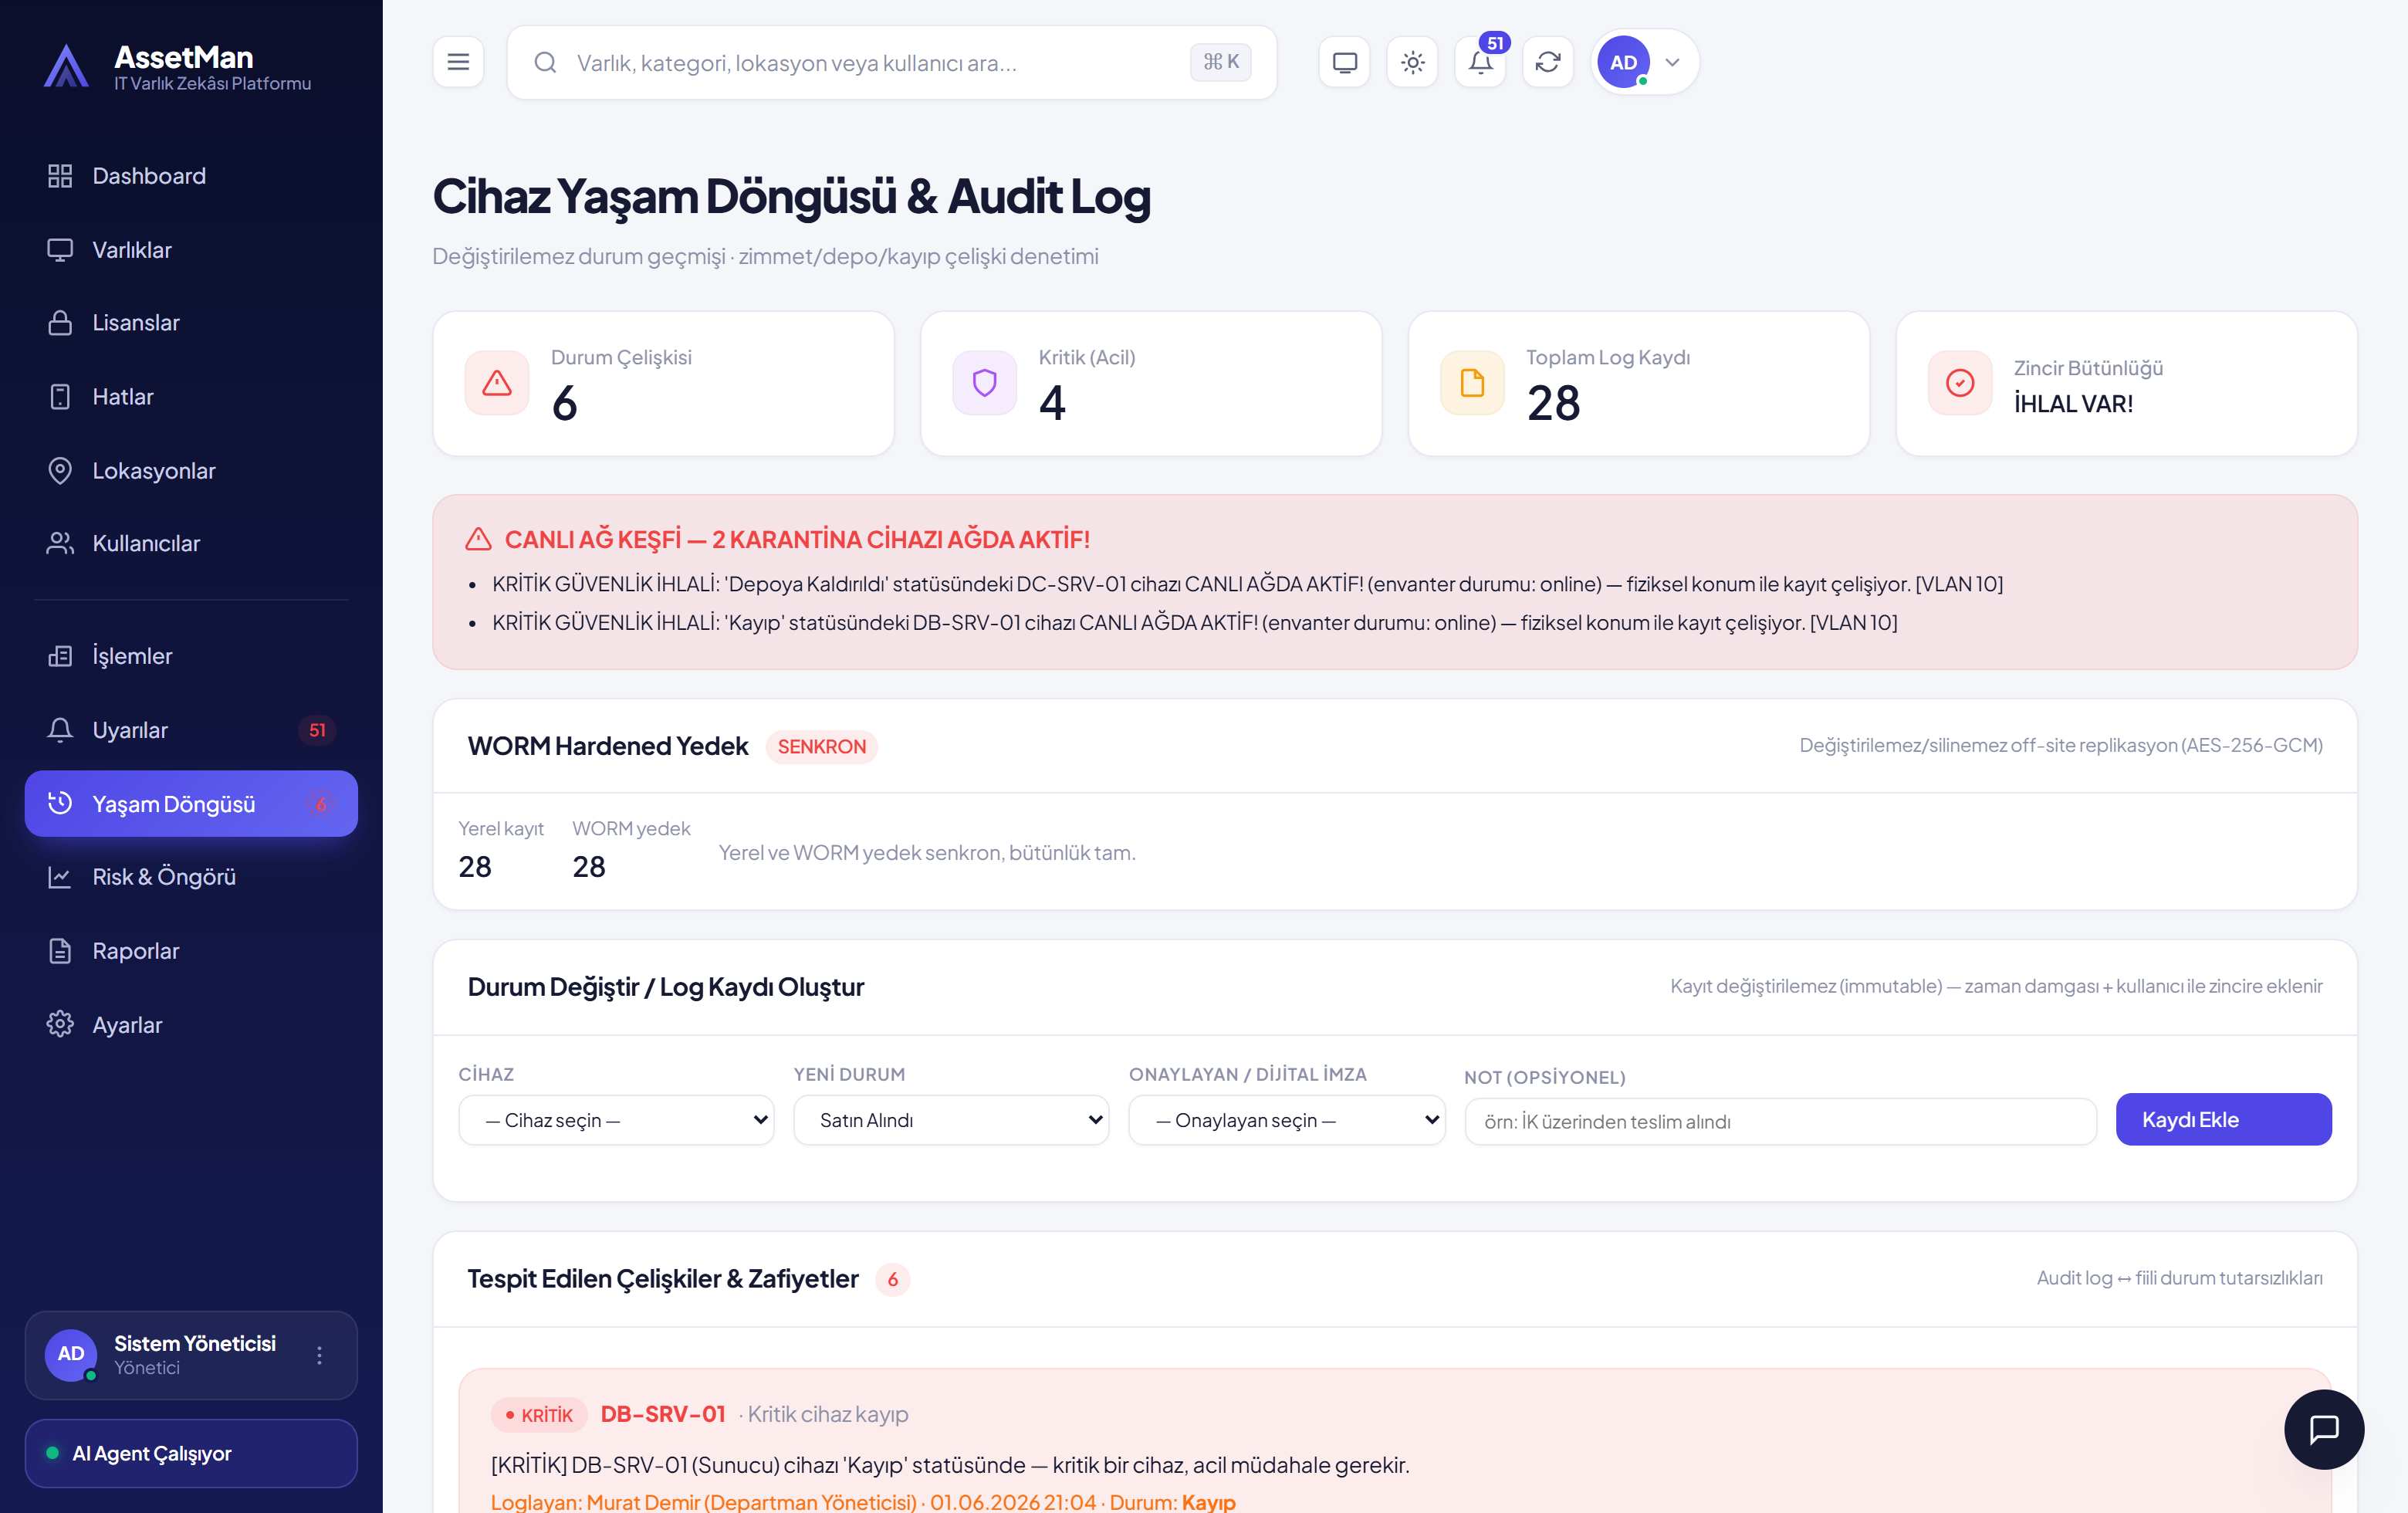 AssetMan
IT Varlık Zekâsı Platformu
Dashboard
Varlıklar
Lisanslar
Hatlar
Lokasyonlar
Kullanıcılar
İşlemler
Uyarılar 51
Yaşam Döngüsü 6
Risk & Öngörü
Raporlar
Ayarlar
AD Sistem Yöneticisi
Yönetici
AI Agent Çalışıyor
Varlık, kategori, lokasyon veya kullanıcı ara... ⌘ K
51
AD
Cihaz Yaşam Döngüsü & Audit Log
Değiştirilemez durum geçmişi · zimmet/depo/kayıp çelişki denetimi
Durum Çelişkisi
6
Kritik (Acil)
4
Toplam Log Kaydı
28
Zincir Bütünlüğü
İHLAL VAR!
CANLI AĞ KEŞFİ — 2 KARANTİNA CİHAZI AĞDA AKTİF!
• KRİTİK GÜVENLİK İHLALİ: 'Depoya Kaldırıldı' statüsündeki DC-SRV-01 cihazı CANLI AĞDA AKTİF! (envanter durumu: online) — fiziksel konum ile kayıt çelişiyor. [VLAN 10]
• KRİTİK GÜVENLİK İHLALİ: 'Kayıp' statüsündeki DB-SRV-01 cihazı CANLI AĞDA AKTİF! (envanter durumu: online) — fiziksel konum ile kayıt çelişiyor. [VLAN 10]
WORM Hardened Yedek SENKRON
Değiştirilemez/silinemez off-site replikasyon (AES-256-GCM)
Yerel kayıt
28
WORM yedek
28
Yerel ve WORM yedek senkron, bütünlük tam.
Durum Değiştir / Log Kaydı Oluştur
Kayıt değiştirilemez (immutable) — zaman damgası + kullanıcı ile zincire eklenir
CİHAZ
— Cihaz seçin —
YENİ DURUM
Satın Alındı
ONAYLAYAN / DİJİTAL İMZA
— Onaylayan seçin —
NOT (OPSİYONEL)
örn: İK üzerinden teslim alındı
Kaydı Ekle
Tespit Edilen Çelişkiler & Zafiyetler 6
Audit log ↔ fiili durum tutarsızlıkları
• KRİTİK DB-SRV-01 · Kritik cihaz kayıp
[KRİTİK] DB-SRV-01 (Sunucu) cihazı 'Kayıp' statüsünde — kritik bir cihaz, acil müdahale gerekir.
Loglayan: Murat Demir (Departman Yöneticisi) · 01.06.2026 21:04 · Durum: Kayıp